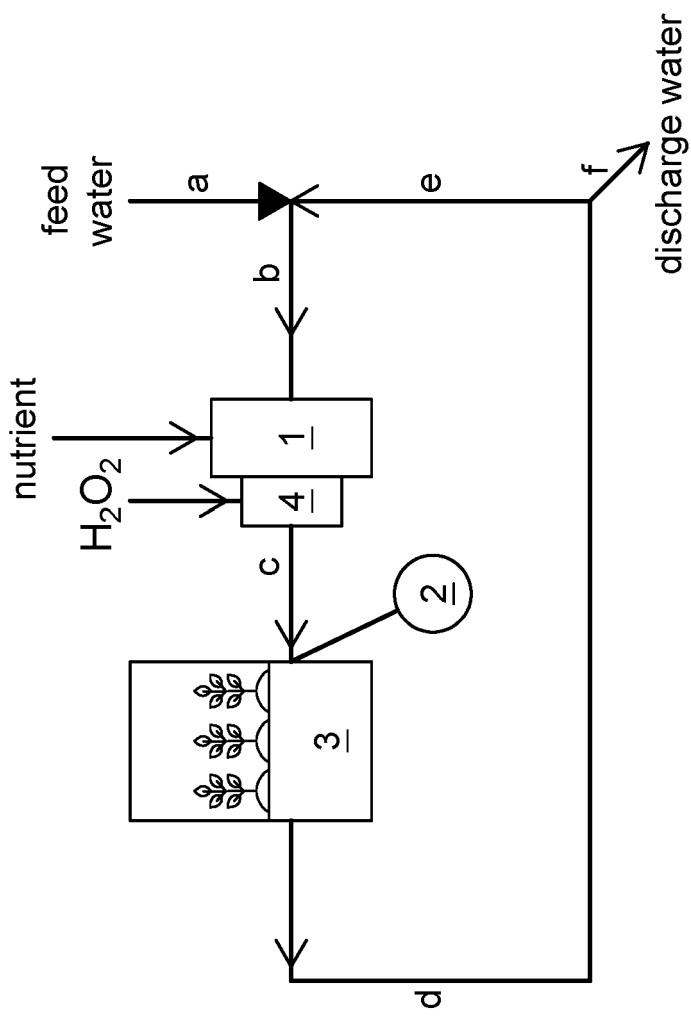 feed
water
a
nutrient
H₂O₂
b
e
f
discharge water
1
4
c
2
3
d